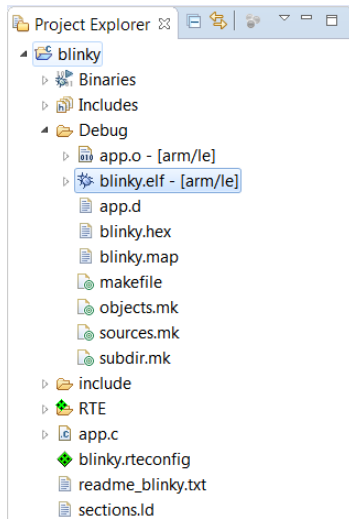 Project Explorer
blinky
Binaries
Includes
Debug
app.o - [arm/le]
blinky.elf - [arm/le]
app.d
blinky.hex
blinky.map
makefile
objects.mk
sources.mk
subdir.mk
include
RTE
app.c
blinky.rteconfig
readme_blinky.txt
sections.ld